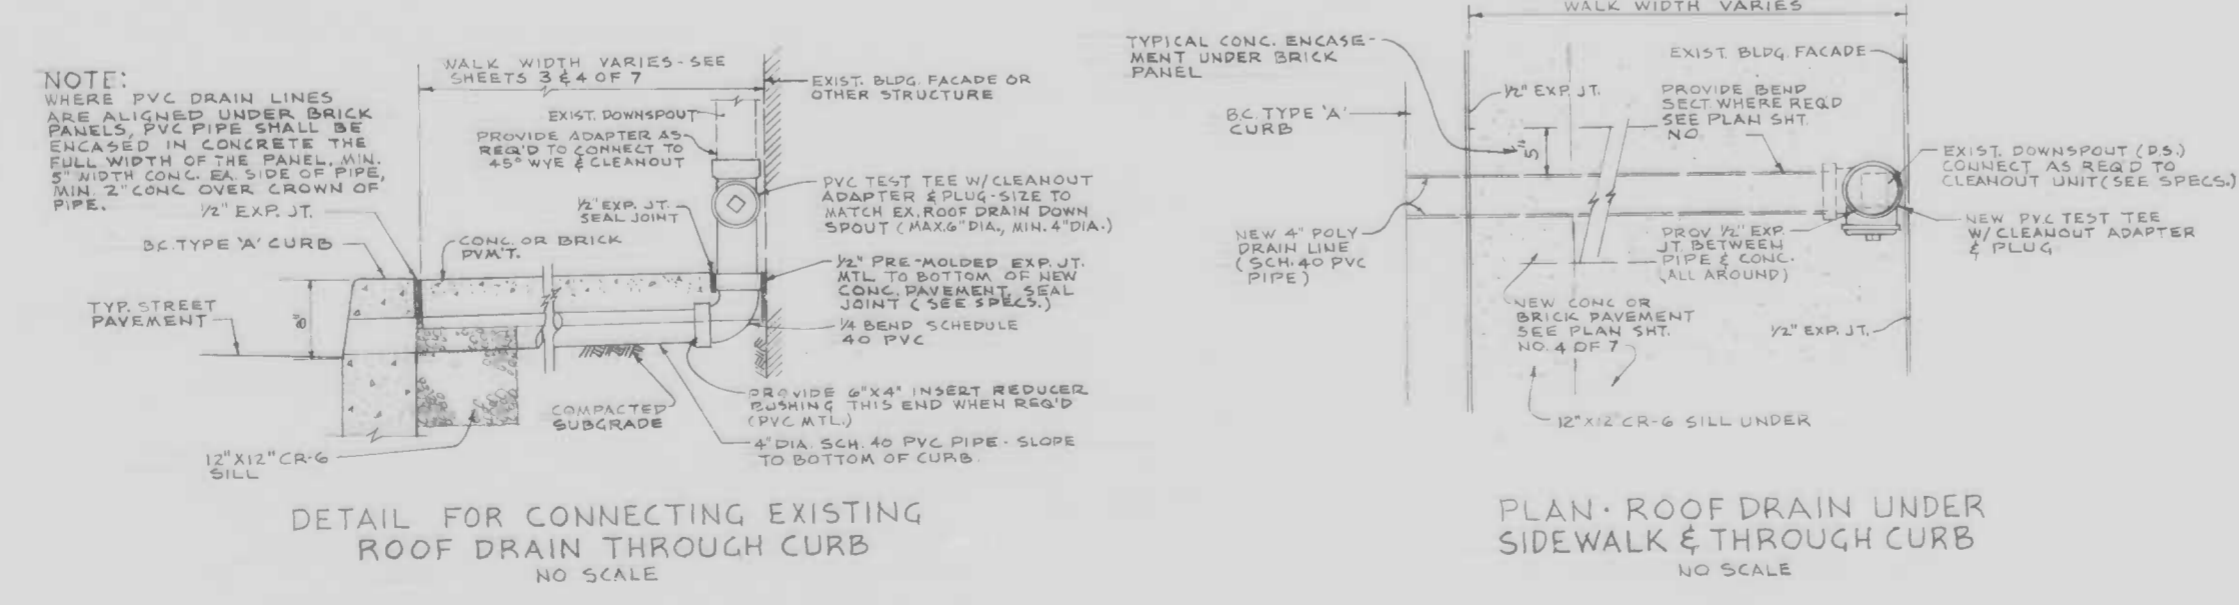 NOTE:
WHERE PVC DRAIN LINES
ARE ALIGNED UNDER BRICK
PANELS, PVC PIPE SHALL BE
ENCASED IN CONCRETE THE
FULL WIDTH OF THE PANEL, MIN.
5" WIDTH CONC. EA. SIDE OF PIPE,
MIN. 2" CONC OVER CROWN OF
PIPE.
1/2" EXP. JT.
B.C. TYPE 'A' CURB
TYP. STREET
PAVEMENT
8"
12"X12" CR-6
SILL
WALK WIDTH VARIES - SEE
SHEETS 3 & 4 OF 7
EXIST. DOWNSPOUT
PROVIDE ADAPTER AS
REQ'D TO CONNECT TO
45° WYE & CLEANOUT
1/2" EXP. JT.
SEAL JOINT
CONC. OR BRICK
PVM'T.
COMPACTED
SUBGRADE
EXIST. BLDG. FACADE OR
OTHER STRUCTURE
PVC TEST TEE W/CLEANOUT
ADAPTER & PLUG - SIZE TO
MATCH EX. ROOF DRAIN DOWN
SPOUT (MAX.6" DIA., MIN. 4" DIA.)
1/2" PRE-MOLDED EXP. JT.
MTL. TO BOTTOM OF NEW
CONC. PAVEMENT, SEAL
JOINT (SEE SPECS.)
1/4 BEND SCHEDULE
40 PVC
PROVIDE 6"X4" INSERT REDUCER
BUSHING THIS END WHEN REQ'D
(PVC MTL.)
4" DIA. SCH. 40 PVC PIPE - SLOPE
TO BOTTOM OF CURB
DETAIL FOR CONNECTING EXISTING
ROOF DRAIN THROUGH CURB
NO SCALE
WALK WIDTH VARIES
TYPICAL CONC. ENCASE-
MENT UNDER BRICK
PANEL
B.C. TYPE 'A'
CURB
1/2" EXP. JT.
5"
EXIST. BLDG. FACADE
PROVIDE BEND
SECT. WHERE REQ'D
SEE PLAN SHT.
NO.
EXIST. DOWNSPOUT (D.S.)
CONNECT AS REQ'D TO
CLEANOUT UNIT (SEE SPECS.)
NEW PVC TEST TEE
W/ CLEANOUT ADAPTER
& PLUG
NEW 4" POLY
DRAIN LINE
(SCH. 40 PVC
PIPE)
PROV 1/2" EXP.
JT. BETWEEN
PIPE & CONC.
(ALL AROUND)
NEW CONC OR
BRICK PAVEMENT
SEE PLAN SHT.
NO. 4 OF 7
1/2" EXP. JT.
12"X12" CR-6 SILL UNDER
PLAN - ROOF DRAIN UNDER
SIDEWALK & THROUGH CURB
NO SCALE